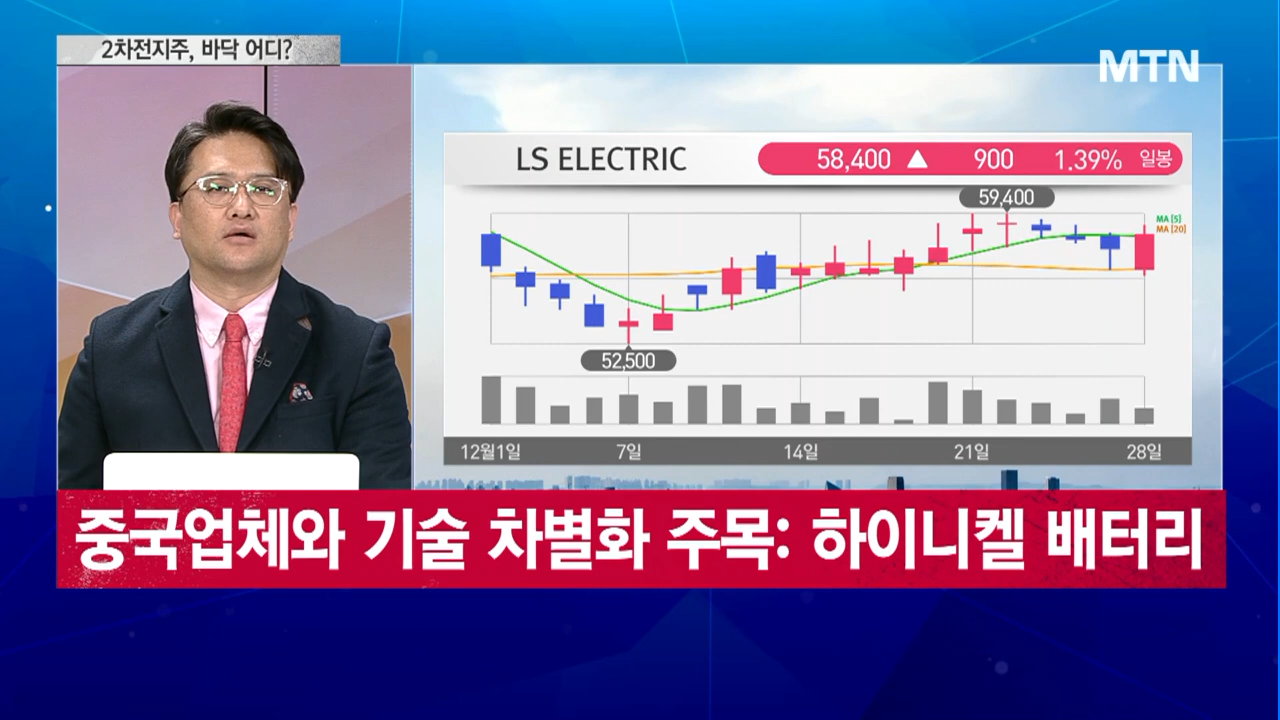 2차전지주, 바닥 어디?
MTN
LS ELECTRIC
58,400 ▲ 900 1.39% 일봉
59,400
MA [5]
MA [20]
52,500
12월1일 7일 14일 21일 28일
중국업체와 기술 차별화 주목: 하이니켈 배터리